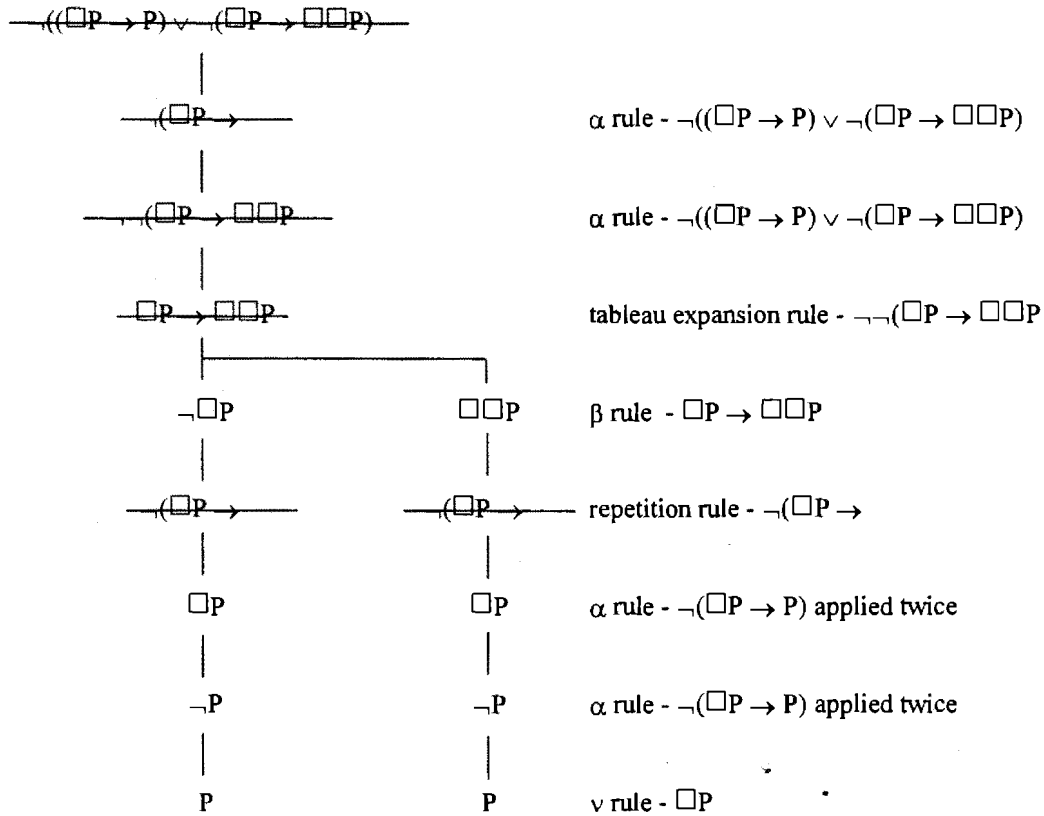 ¬((□P → P) ∨ ¬(□P → □□P)
¬(□P → α rule - ¬((□P → P) ∨ ¬(□P → □□P)
¬¬(□P → □□P α rule - ¬((□P → P) ∨ ¬(□P → □□P)
□P → □□P tableau expansion rule - ¬¬(□P → □□P
¬□P □□P β rule - □P → □□P
¬(□P → ¬(□P → repetition rule - ¬(□P →
□P □P α rule - ¬(□P → P) applied twice
¬P ¬P α rule - ¬(□P → P) applied twice
P P ν rule - □P